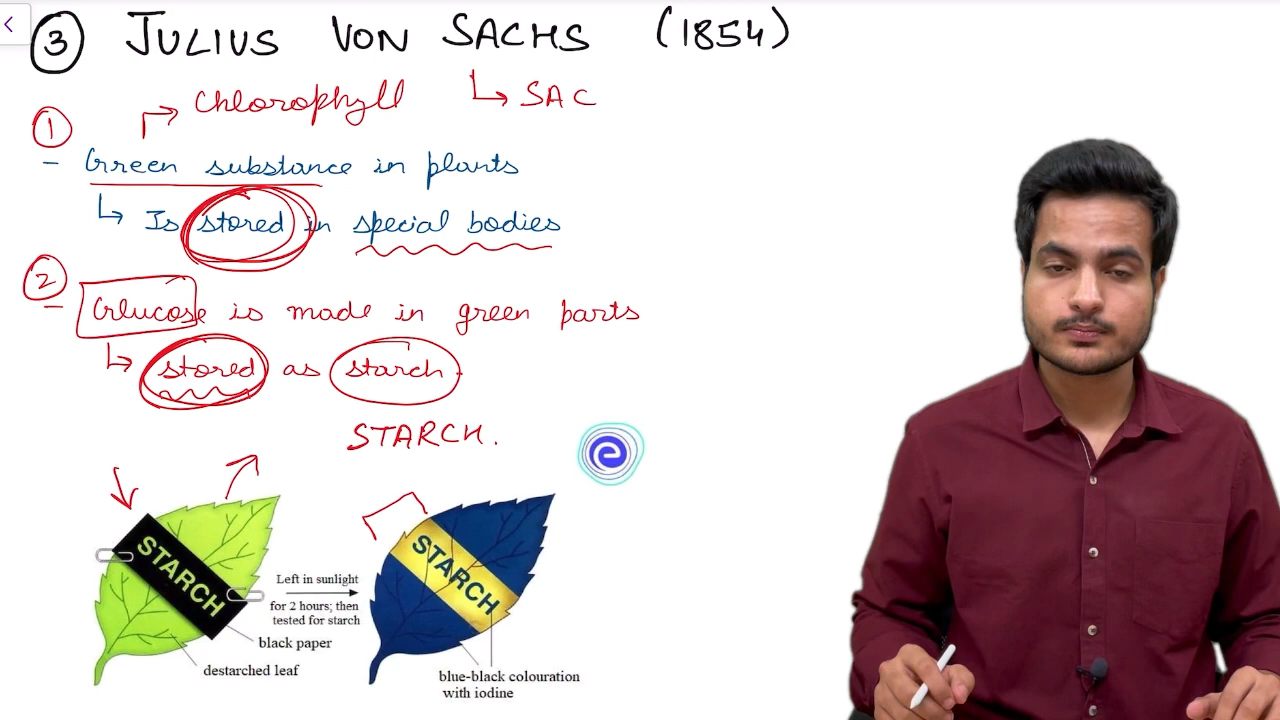 ③ JULIUS VON SACHS (1854)
Chlorophyll
SAC
①
- Green substance in plants
Is stored in special bodies
②
- Glucose is made in green parts
stored as starch.
STARCH.
STARCH
STARCH
Left in sunlight
for 2 hours; then
tested for starch
black paper
destarched leaf
blue-black colouration
with iodine